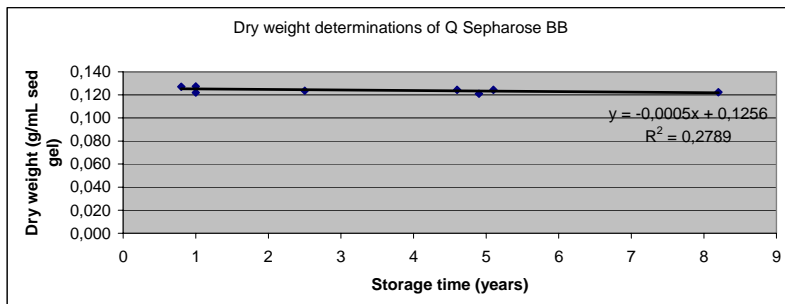 Dry weight determinations of Q Sepharose BB
Dry weight (g/mL sed
gel)
0,140
0,120
0,100
0,080
0,060
0,040
0,020
0,000
y = -0,0005x + 0,1256
R² = 0,2789
0 1 2 3 4 5 6 7 8 9
Storage time (years)